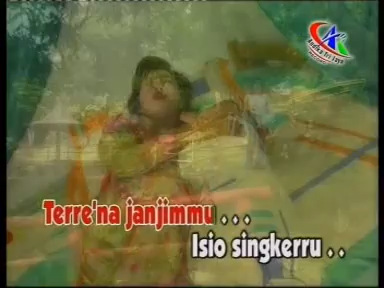 Terre'na janjimmu . . .
Isio singkerru . .